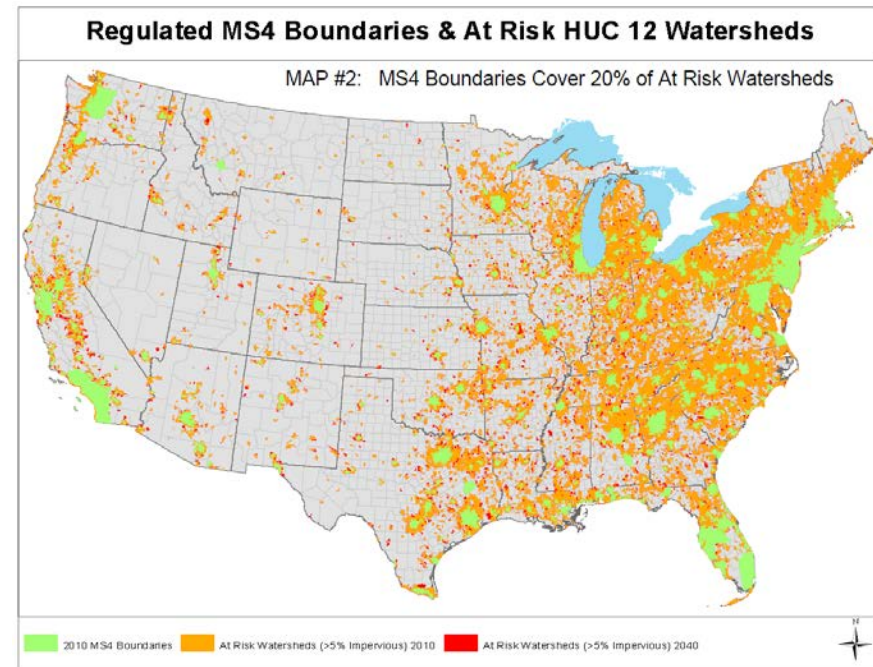 Regulated MS4 Boundaries & At Risk HUC 12 Watersheds
MAP #2: MS4 Boundaries Cover 20% of At Risk Watersheds
2010 MS4 Boundaries At Risk Watersheds (>5% Impervious) 2010 At Risk Watersheds (>5% Impervious) 2040
N